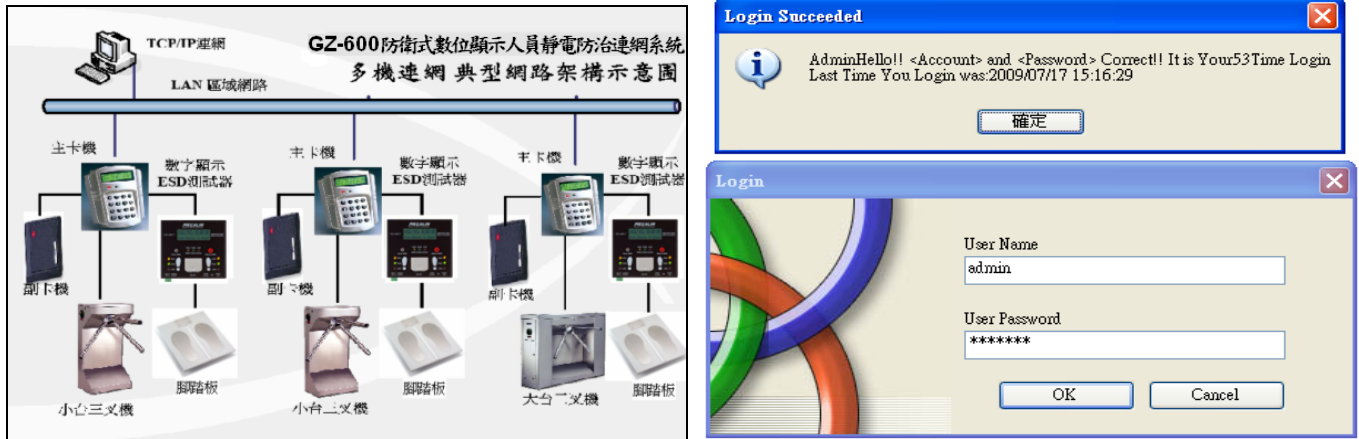 TCP/IP連網
GZ-600防衛式數位顯示人員靜電防治連網系統
多機連網典型網路架構示意圖
LAN 區域網路
主卡機
數字顯示
ESD測試器
主卡機
數字顯示
ESD測試器
主卡機
數字顯示
ESD測試器
副卡機
副卡機
副卡機
腳踏板
腳踏板
腳踏板
小台三叉機
小台三叉機
大台三叉機
Login Succeeded
AdminHello!! <Account> and <Password> Correct!! It is Your53Time Login
Last Time You Login was:2009/07/17 15:16:29
確定
Login
User Name
admin
User Password
*******
OK
Cancel